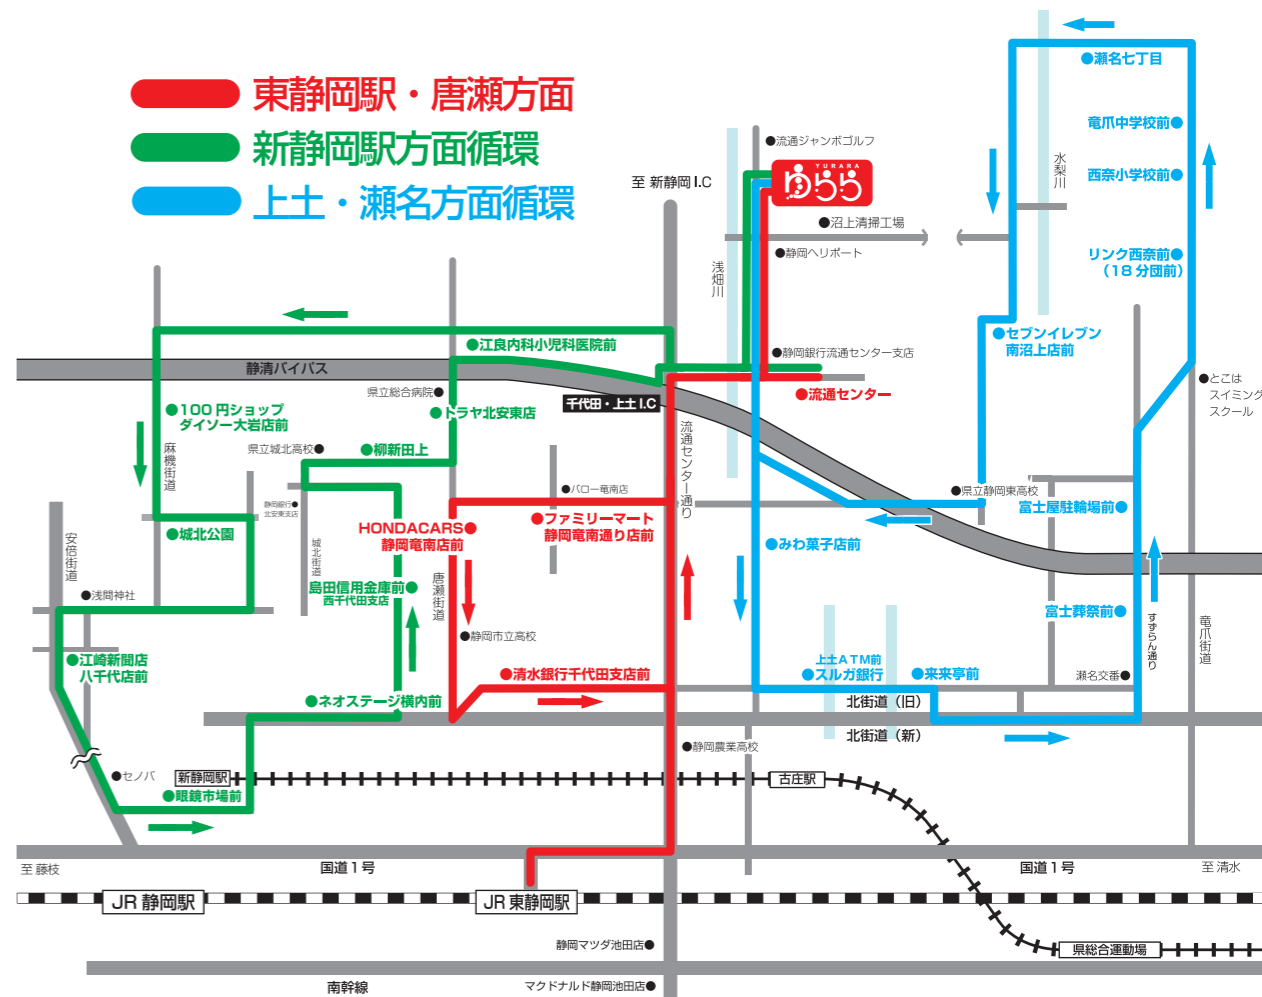 東静岡駅・唐瀬方面
新静岡駅方面循環
上土・瀬名方面循環
●瀬名七丁目
竜爪中学校前●
西奈小学校前●
リンク西奈前●
(18分団前)
水梨川
●流通ジャンボゴルフ
YURARA
ゆらら
至 新静岡I.C
●沼上清掃工場
●静岡ヘリポート
浅畑川
●静岡銀行流通センター支店
●流通センター
●セブンイレブン
南沼上店前
●とこは
スイミング
スクール
●江良内科小児科医院前
静清バイパス
県立総合病院●
●トラヤ北安東店
千代田・上土I.C
●100円ショップ
ダイソー大岩店前
麻機街道
県立城北高校●
●柳新田上
流通センター通り
静岡銀行●
北安東支店
●バロー竜南店
●県立静岡東高校
富士屋駐輪場前●
●城北公園
安倍街道
城北街道
HONDACARS●
静岡竜南店前
●ファミリーマート
静岡竜南通り店前
●みわ菓子店前
●浅間神社
島田信用金庫前●
西千代田支店
唐瀬街道
富士葬祭前●
すずらん通り
竜爪街道
●静岡市立高校
●江崎新聞店
八千代店前
●清水銀行千代田支店前
上土ATM前
●スルガ銀行
●来来亭前
瀬名交番●
●ネオステージ横内前
北街道(旧)
北街道(新)
●静岡農業高校
●セノバ
新静岡駅
古庄駅
●眼鏡市場前
至 藤枝
国道1号
国道1号
至 清水
JR 静岡駅
JR 東静岡駅
静岡マツダ池田店●
県総合運動場
南幹線
マクドナルド静岡池田店●